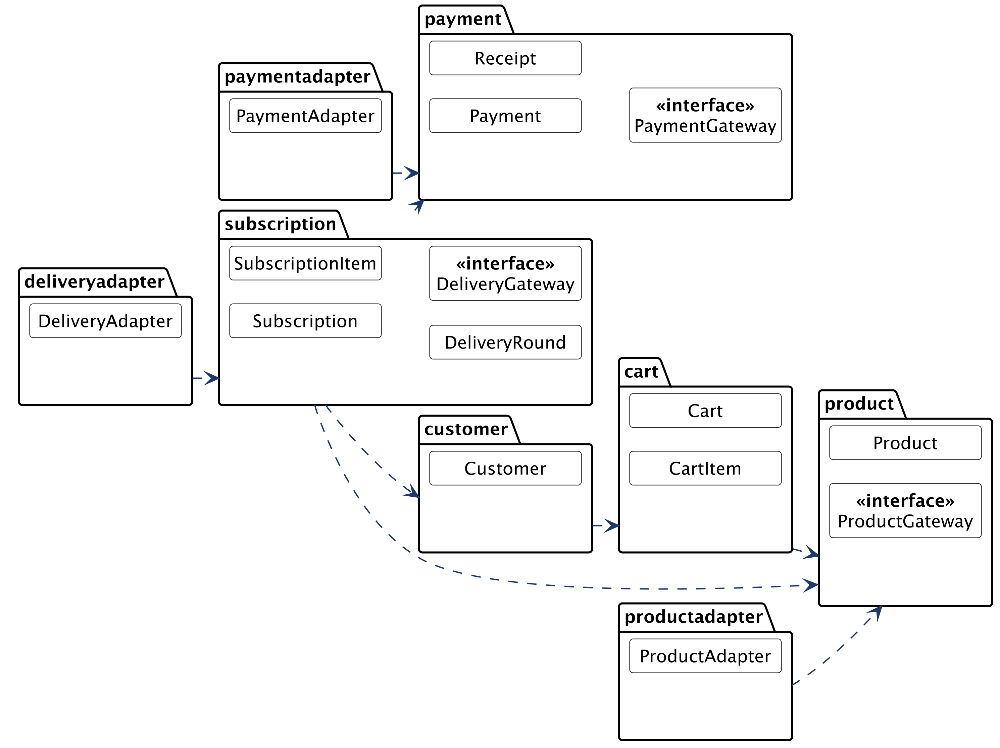 payment
Receipt
Payment
«interface»
PaymentGateway
paymentadapter
PaymentAdapter
subscription
SubscriptionItem
Subscription
«interface»
DeliveryGateway
DeliveryRound
deliveryadapter
DeliveryAdapter
customer
Customer
cart
Cart
CartItem
product
Product
«interface»
ProductGateway
productadapter
ProductAdapter